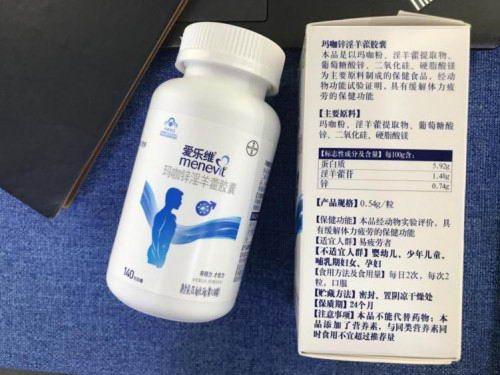 爱乐维
menevit
玛咖锌淫羊藿胶囊
140
BAYER
玛咖锌淫羊藿胶囊
本品是以玛咖粉、淫羊藿提取物、
葡萄糖酸锌、二氧化硅、硬脂酸镁
为主要原料制成的保健食品，经动
物功能试验证明，具有缓解体力疲
劳的保健功能
【主要原料】
玛咖粉、淫羊藿提取物、葡萄糖酸
锌、二氧化硅、硬脂酸镁
【标志性成分及含量】每100g含：
蛋白质 5.92g
淫羊藿苷 1.48g
锌 0.74g
【产品规格】0.54g/粒
【保健功能】本品经动物实验评价，具
有缓解体力疲劳的保健功能
【适宜人群】易疲劳者
【不适宜人群】婴幼儿、少年儿童、
哺乳期妇女、孕妇
【食用方法及食用量】每日2次，每次2
粒，口服
【贮藏方法】密封、置阴凉干燥处
【保质期】24个月
【注意事项】本品不能代替药物；本
品添加了营养素，与同类营养素同
时食用不宜超过推荐量